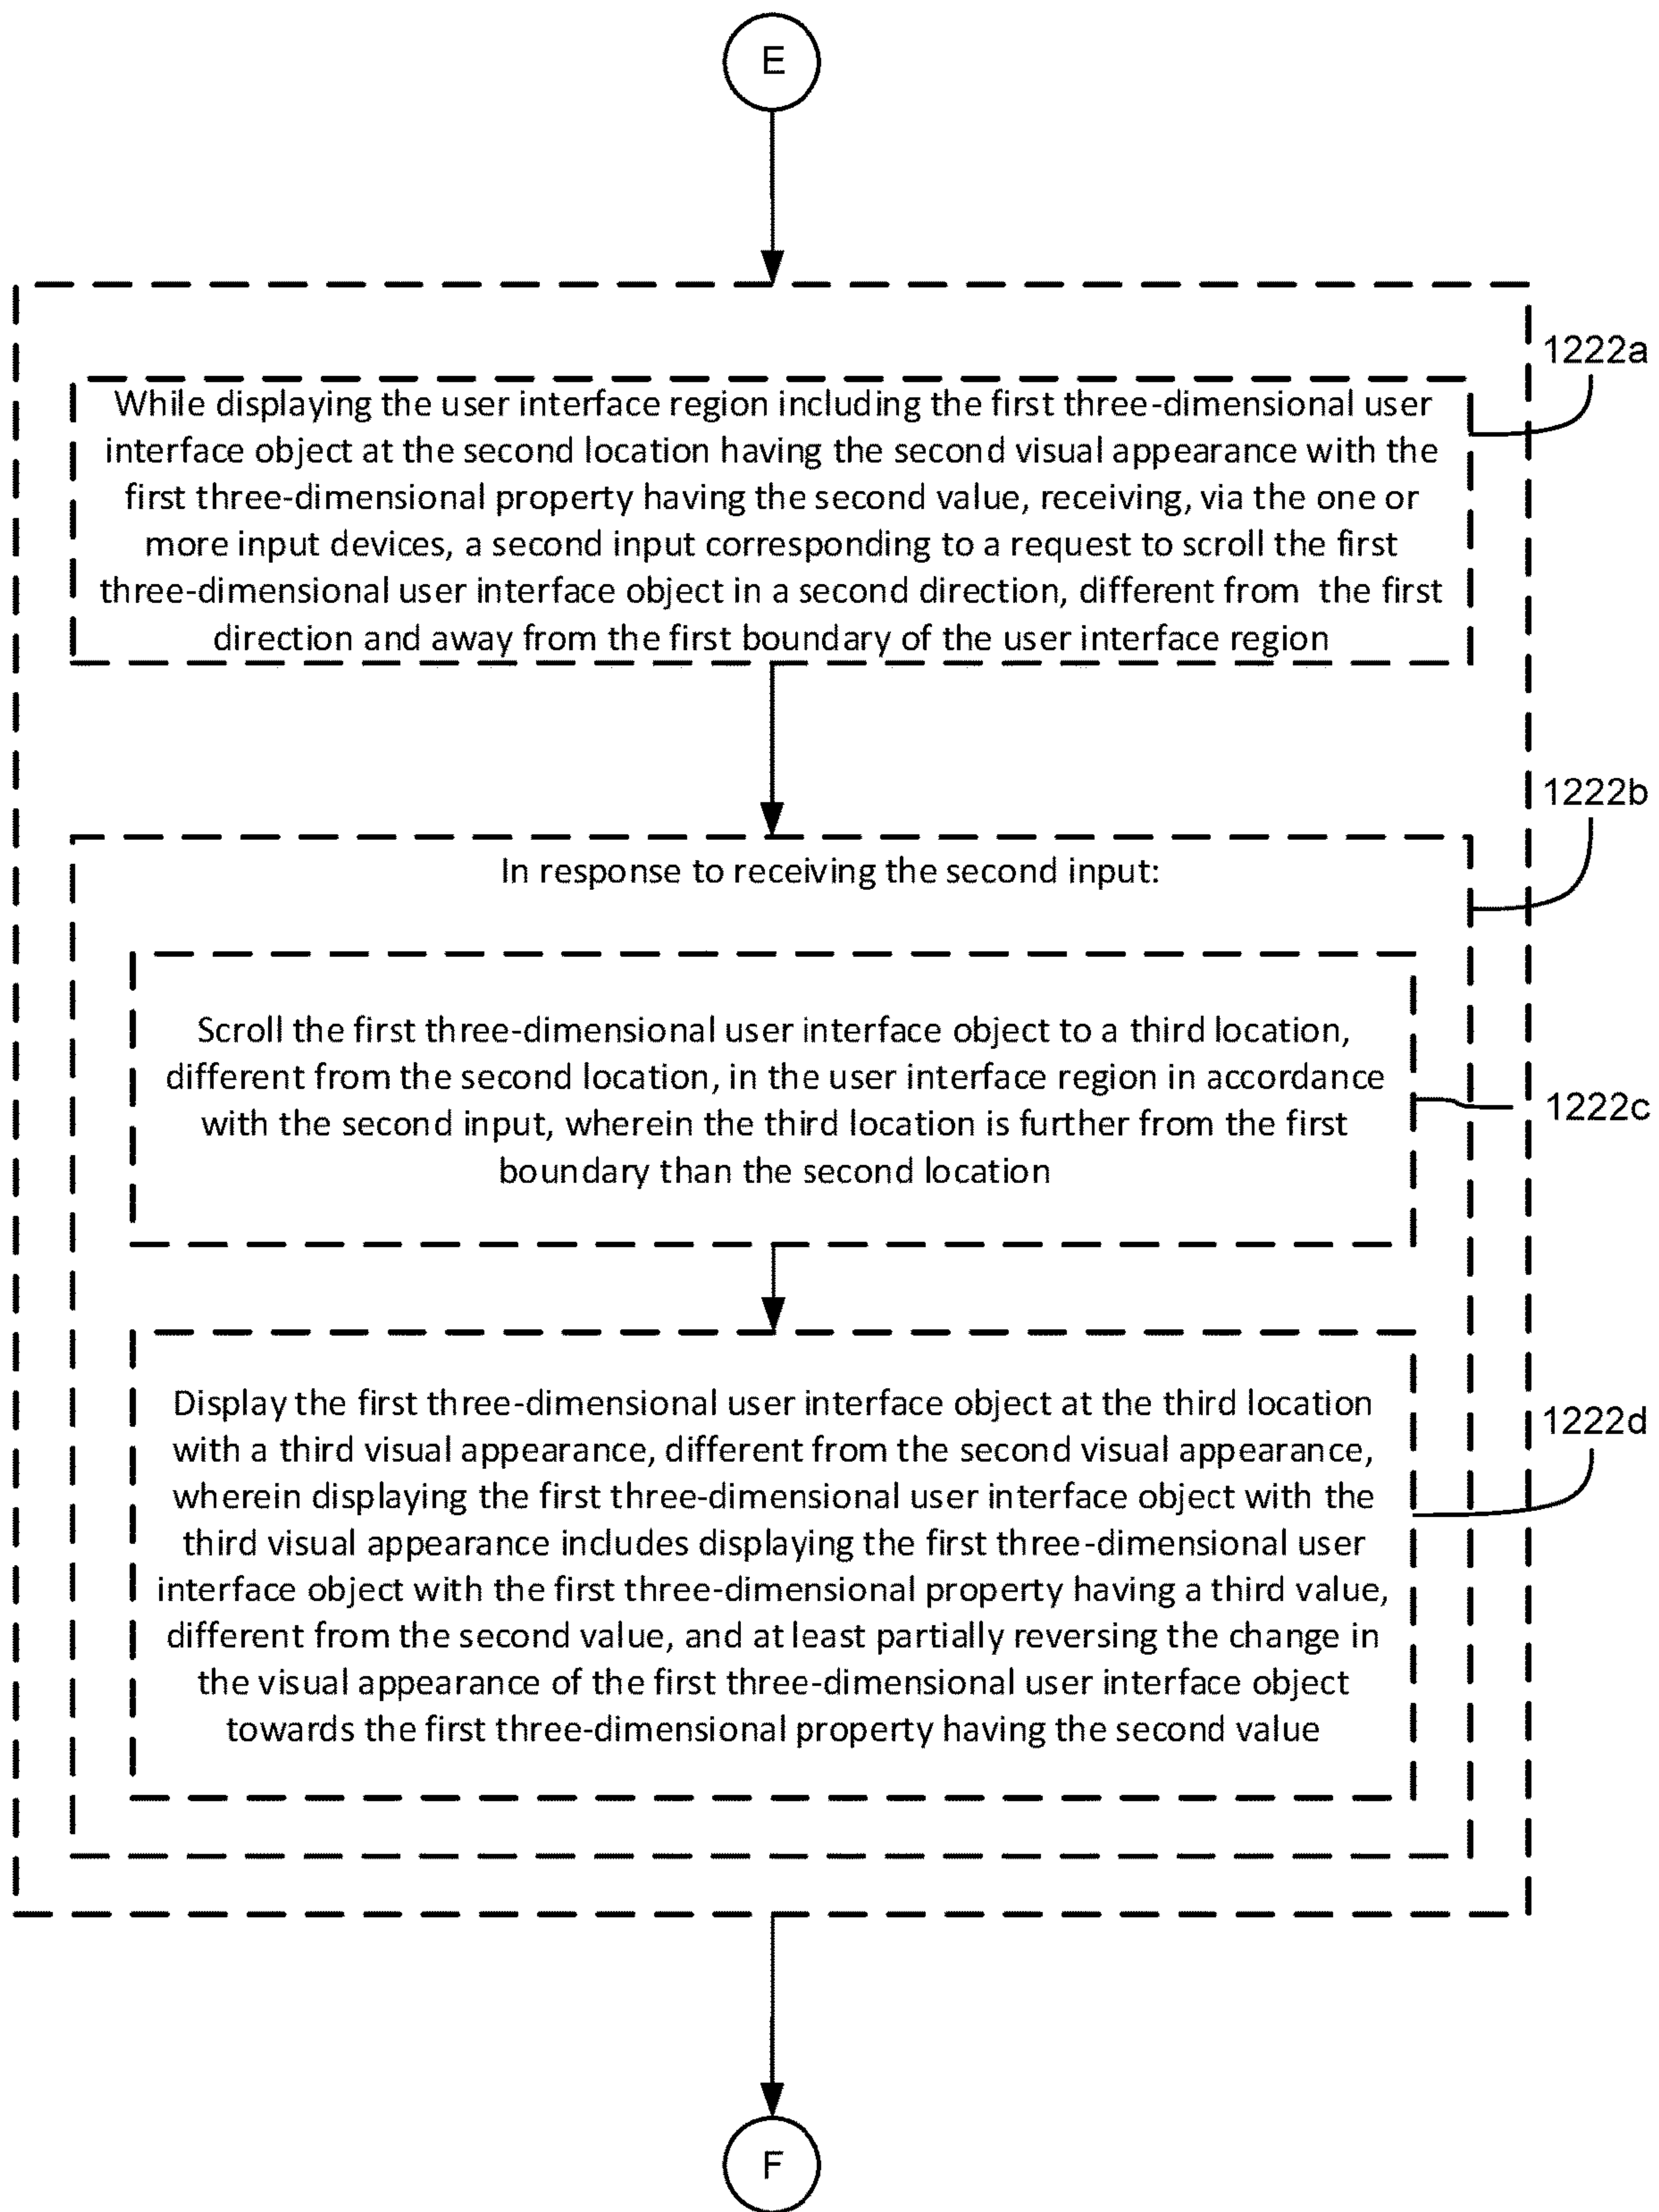 E
1222a
While displaying the user interface region including the first three-dimensional user
interface object at the second location having the second visual appearance with the
first three-dimensional property having the second value, receiving, via the one or
more input devices, a second input corresponding to a request to scroll the first
three-dimensional user interface object in a second direction, different from the first
direction and away from the first boundary of the user interface region
1222b
In response to receiving the second input:
Scroll the first three-dimensional user interface object to a third location,
different from the second location, in the user interface region in accordance
with the second input, wherein the third location is further from the first
boundary than the second location
1222c
Display the first three-dimensional user interface object at the third location
with a third visual appearance, different from the second visual appearance,
wherein displaying the first three-dimensional user interface object with the
third visual appearance includes displaying the first three-dimensional user
interface object with the first three-dimensional property having a third value,
different from the second value, and at least partially reversing the change in
the visual appearance of the first three-dimensional user interface object
towards the first three-dimensional property having the second value
1222d
F